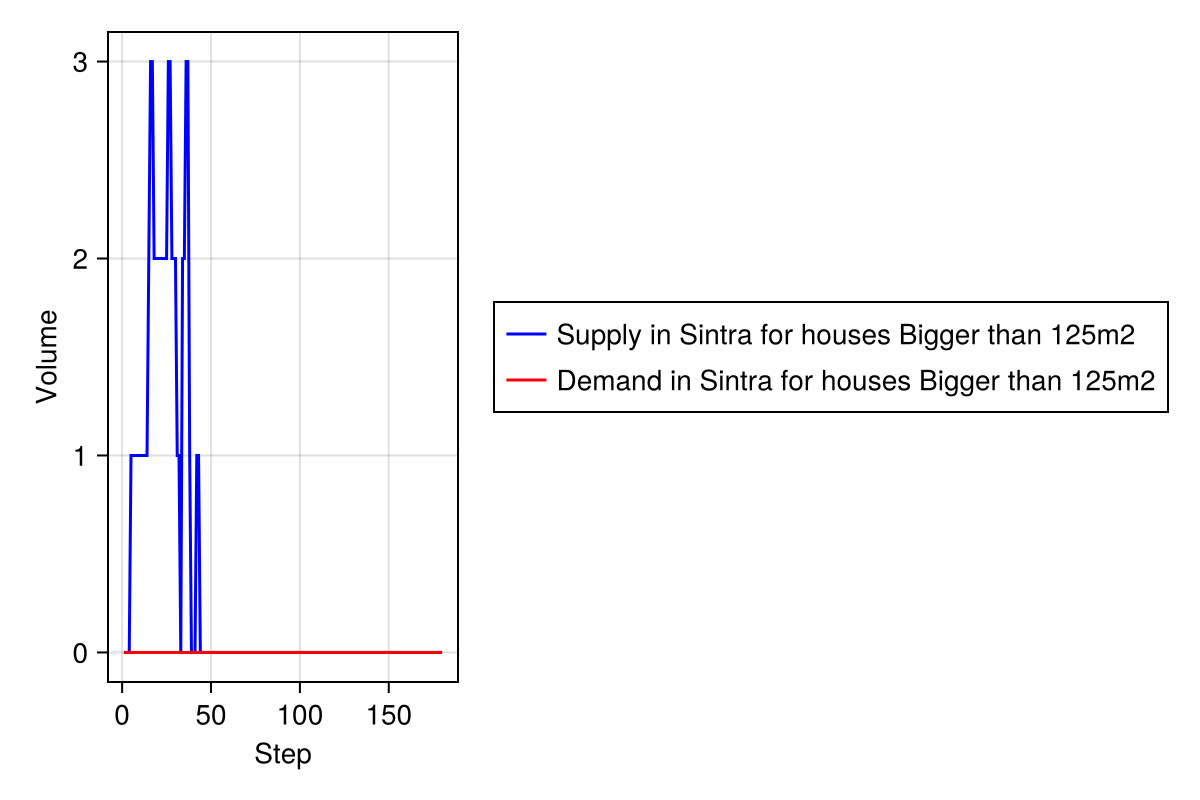 3
2
1
0
Volume
0 50 100 150
Step
Supply in Sintra for houses Bigger than 125m2
Demand in Sintra for houses Bigger than 125m2